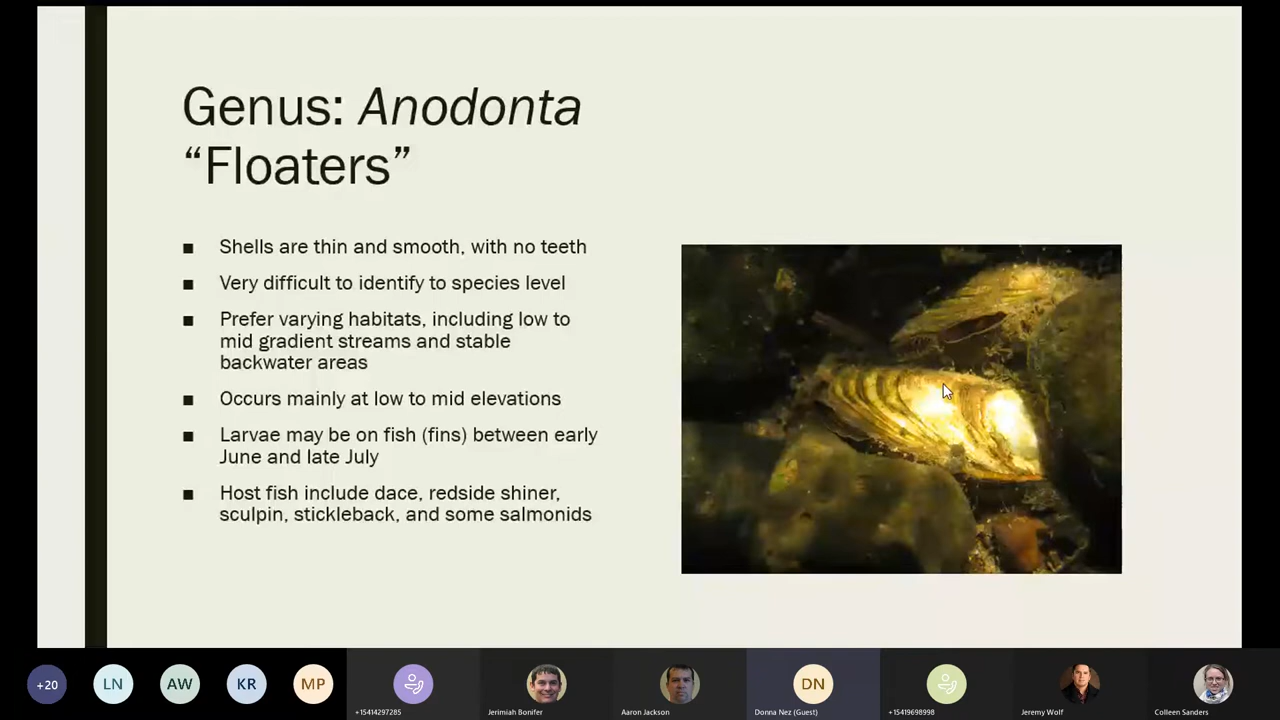 Genus: Anodonta
“Floaters”
■ Shells are thin and smooth, with no teeth
■ Very difficult to identify to species level
■ Prefer varying habitats, including low to
mid gradient streams and stable
backwater areas
■ Occurs mainly at low to mid elevations
■ Larvae may be on fish (fins) between early
June and late July
■ Host fish include dace, redside shiner,
sculpin, stickleback, and some salmonids
+20 LN AW KR MP DN
+15414297285 Jerimiah Bonifer Aaron Jackson Donna Nez (Guest) +15419698998 Jeremy Wolf Colleen Sanders